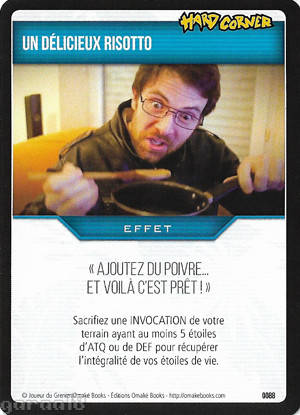 HARD CORNER
UN DÉLICIEUX RISOTTO
EFFET
« AJOUTEZ DU POIVRE...
ET VOILÀ C'EST PRÊT ! »
Sacrifiez une INVOCATION de votre
terrain ayant au moins 5 étoiles
d'ATQ ou de DEF pour récupérer
l'intégralité de vos étoiles de vie.
© Joueur du Grenier/Omake Books - Éditions Omake Books - http://omakebooks.com/
0088